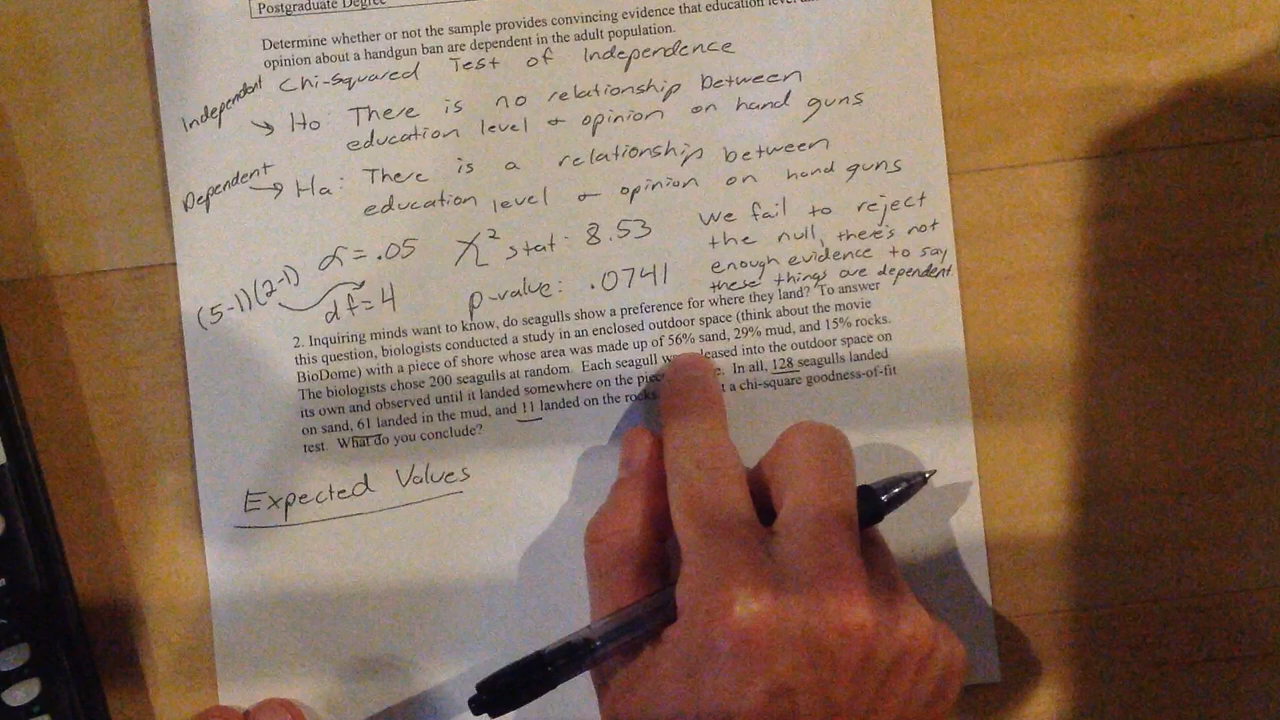 Postgraduate Degree
Determine whether or not the sample provides convincing evidence that education level
opinion about a handgun ban are dependent in the adult population.
Independent Chi-Squared Test of Independence
Ho: There is no relationship between
education level + opinion on hand guns
Dependent Ha: There is a relationship between
education level + opinion on hand guns
(5-1)(2-1) α = .05 X² stat: 8.53
df = 4 p-value: .0741
We fail to reject
the null, there's not
enough evidence to say
these things are dependent.
2. Inquiring minds want to know, do seagulls show a preference for where they land? To answer
this question, biologists conducted a study in an enclosed outdoor space (think about the movie
BioDome) with a piece of shore whose area was made up of 56% sand, 29% mud, and 15% rocks.
The biologists chose 200 seagulls at random. Each seagull was released into the outdoor space on
its own and observed until it landed somewhere on the piece In all, 128 seagulls landed
on sand, 61 landed in the mud, and 11 landed on the rocks a chi-square goodness-of-fit
test. What do you conclude?
Expected Values